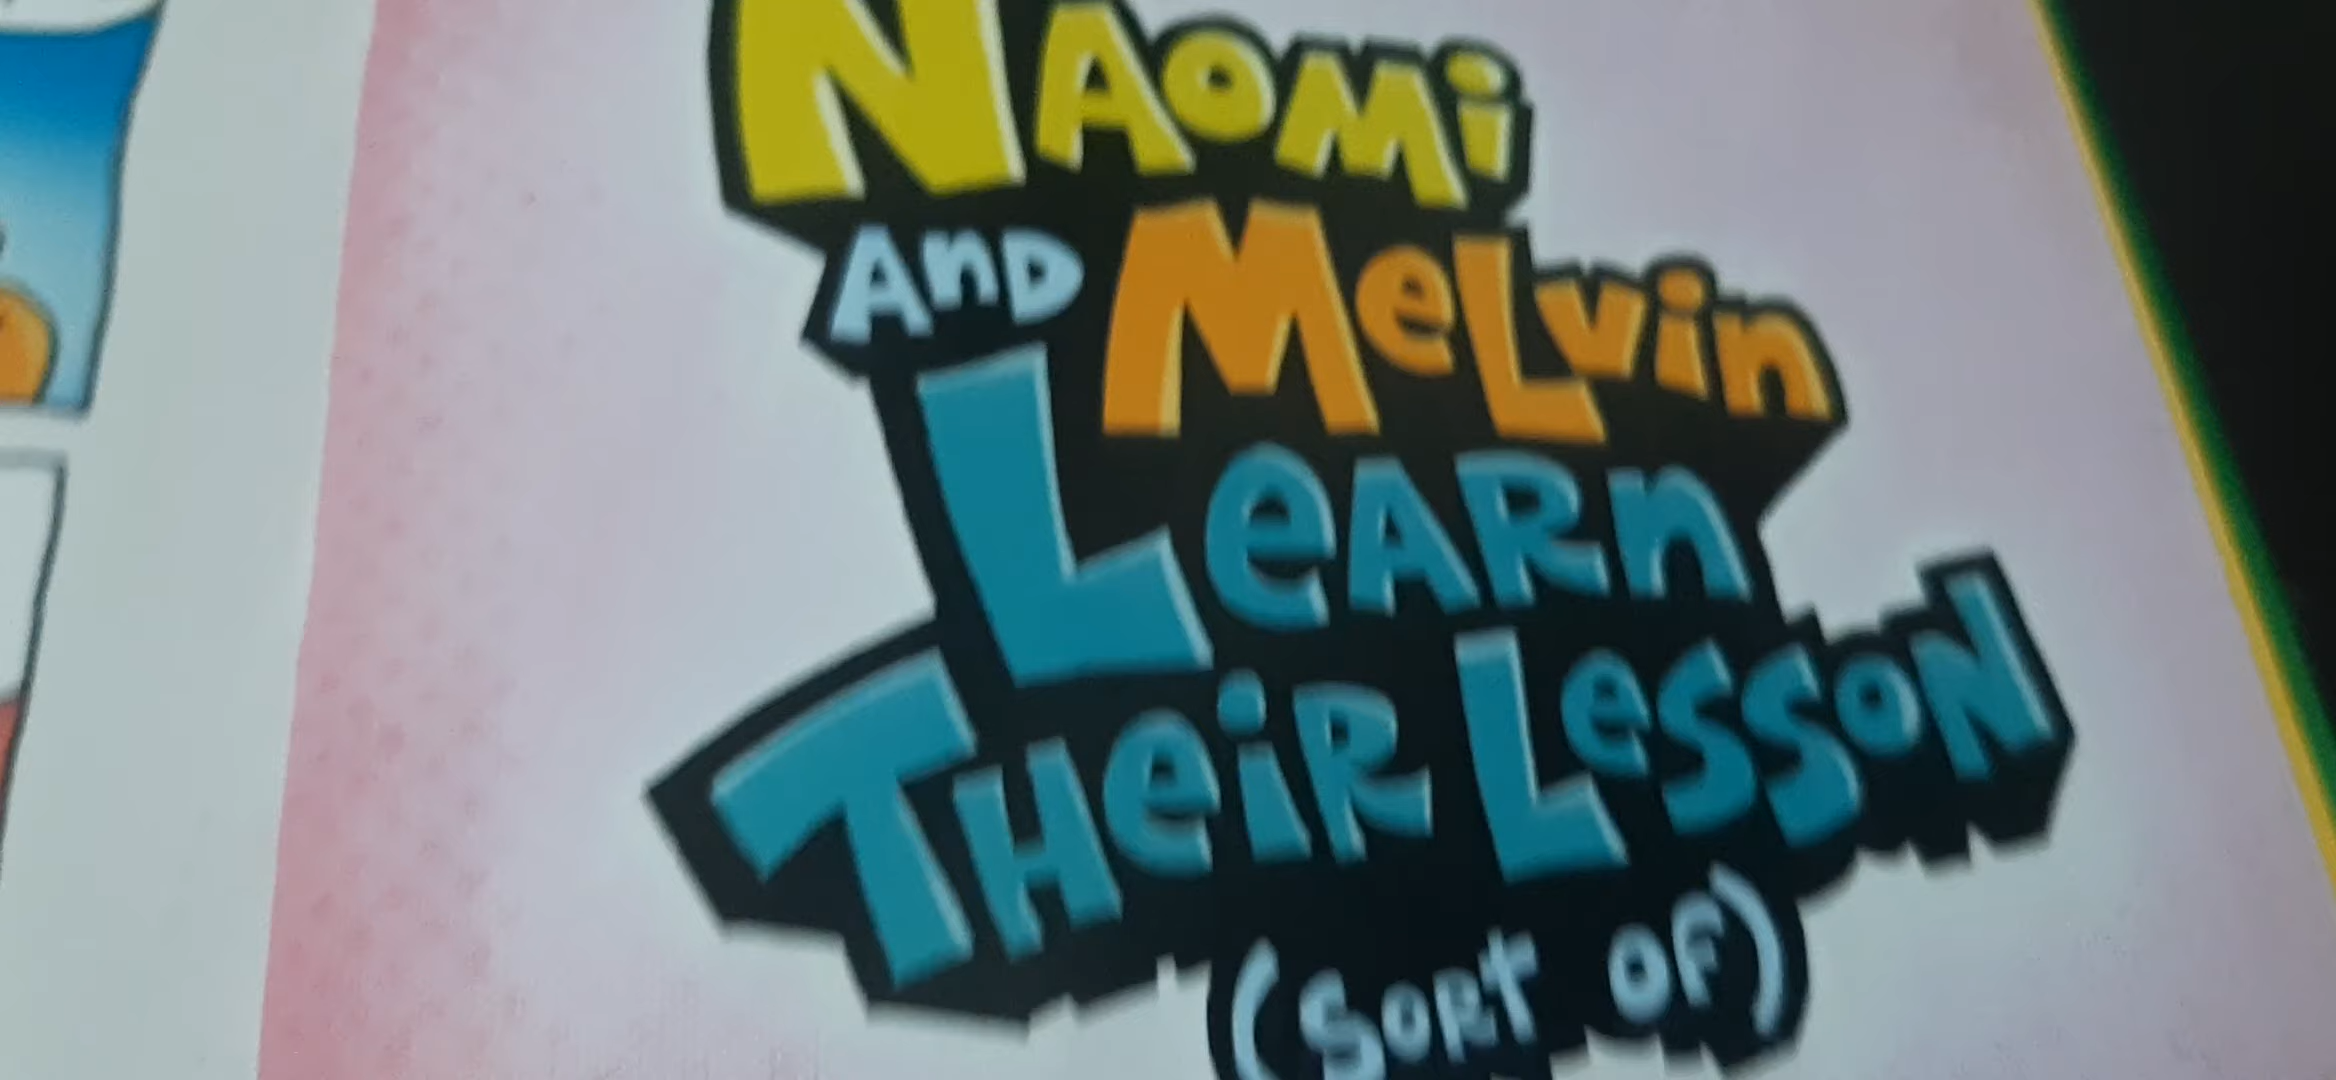 NAOMi
AnD MeLvin
LeARn
THeiR LessoN
(SORT OF)